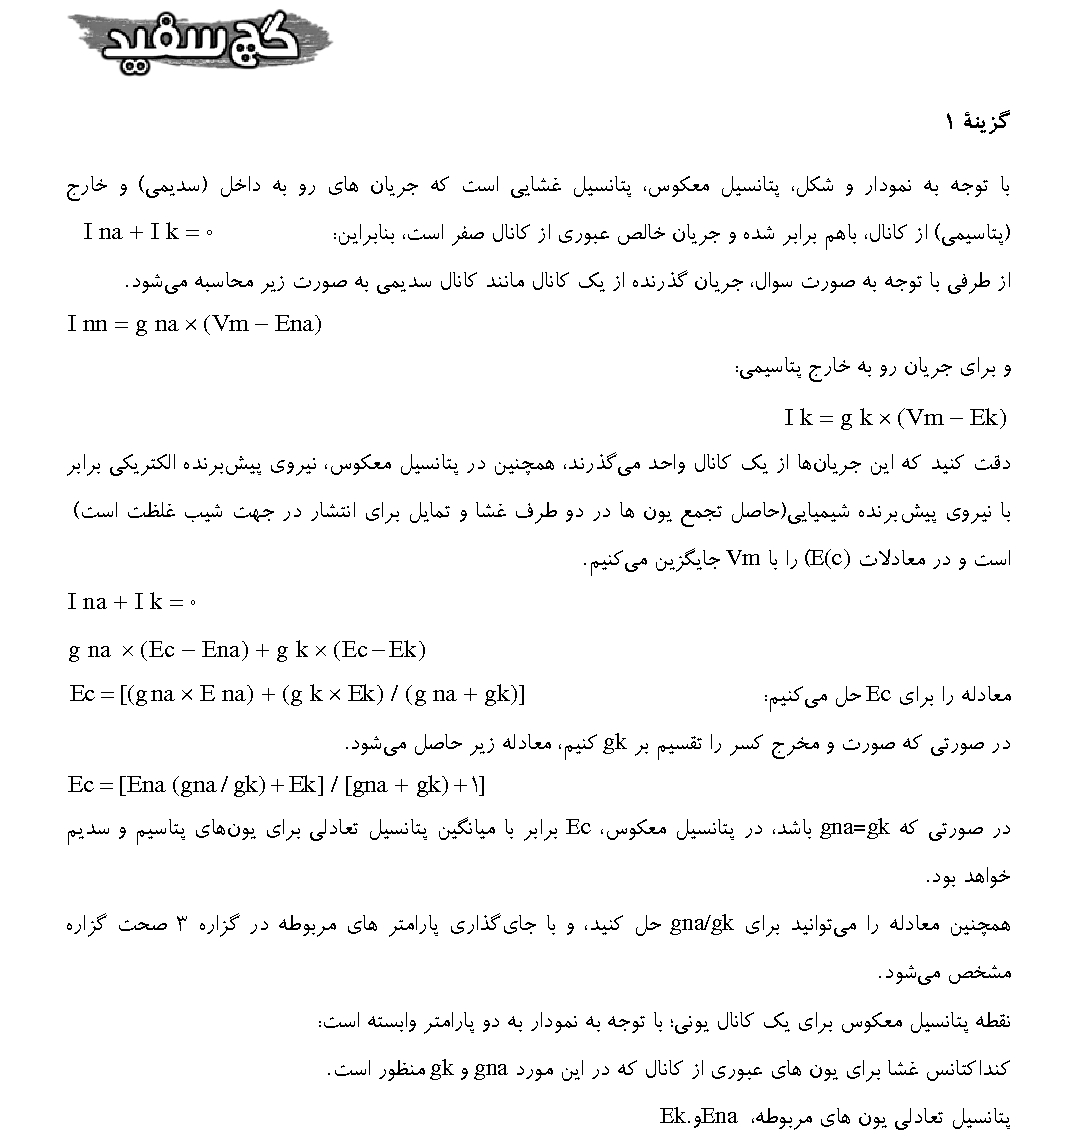 گچ سفید
گزینهٔ ۱
با توجه به نمودار و شکل، پتانسیل معکوس، پتانسیل غشایی است که جریان های رو به داخل (سدیمی) و خارج
(پتاسیمی) از کانال، باهم برابر شده و جریان خالص عبوری از کانال صفر است، بنابراین: I na + I k = ۰
از طرفی با توجه به صورت سوال، جریان گذرنده از یک کانال مانند کانال سدیمی به صورت زیر محاسبه می‌شود.
I nn = g na × (Vm − Ena)
و برای جریان رو به خارج پتاسیمی:
I k = g k × (Vm − Ek)
دقت کنید که این جریان‌ها از یک کانال واحد می‌گذرند، همچنین در پتانسیل معکوس، نیروی پیش‌برنده الکتریکی برابر
با نیروی پیش‌برنده شیمیایی(حاصل تجمع یون ها در دو طرف غشا و تمایل برای انتشار در جهت شیب غلظت است)
است و در معادلات (E(c) را با Vm جایگزین می‌کنیم.
I na + I k = ۰
g na × (Ec − Ena) + g k × (Ec − Ek)
معادله را برای Ec حل می‌کنیم: Ec = [(g na × E na) + (g k × Ek) / (g na + gk)]
در صورتی که صورت و مخرج کسر را تقسیم بر gk کنیم، معادله زیر حاصل می‌شود.
Ec = [Ena (gna / gk) + Ek] / [gna + gk) + ۱]
در صورتی که gna=gk باشد، در پتانسیل معکوس، Ec برابر با میانگین پتانسیل تعادلی برای یون‌های پتاسیم و سدیم
خواهد بود.
همچنین معادله را می‌توانید برای gna/gk حل کنید، و با جای‌گذاری پارامتر های مربوطه در گزاره ۳ صحت گزاره
مشخص می‌شود.
نقطه پتانسیل معکوس برای یک کانال یونی؛ با توجه به نمودار به دو پارامتر وابسته است:
کنداکتانس غشا برای یون های عبوری از کانال که در این مورد gna و gk منظور است.
پتانسیل تعادلی یون های مربوطه، Ena و Ek.